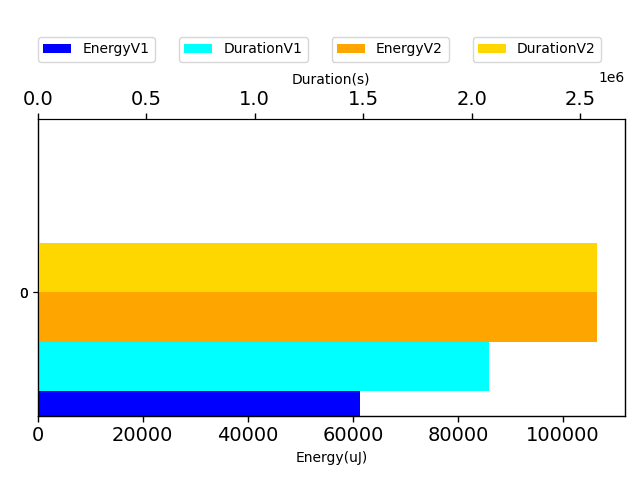 EnergyV1 DurationV1 EnergyV2 DurationV2
Duration(s)
1e6
0.0 0.5 1.0 1.5 2.0 2.5
0
0 20000 40000 60000 80000 100000
Energy(uJ)